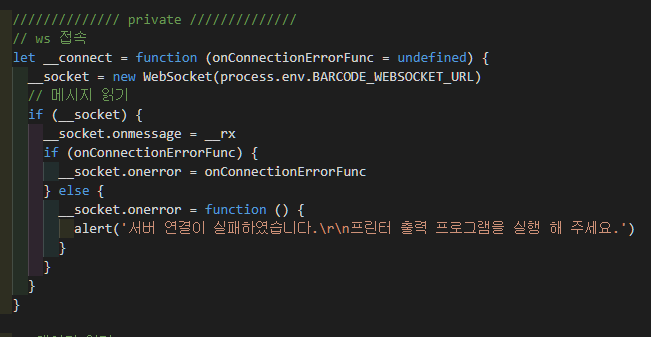 ////////////// private //////////////
// ws 접속
let __connect = function (onConnectionErrorFunc = undefined) {
  __socket = new WebSocket(process.env.BARCODE_WEBSOCKET_URL)
  // 메시지 읽기
  if (__socket) {
    __socket.onmessage = __rx
    if (onConnectionErrorFunc) {
      __socket.onerror = onConnectionErrorFunc
    } else {
      __socket.onerror = function () {
        alert('서버 연결이 실패하였습니다.\r\n프린터 출력 프로그램을 실행 해 주세요.')
      }
    }
  }
}